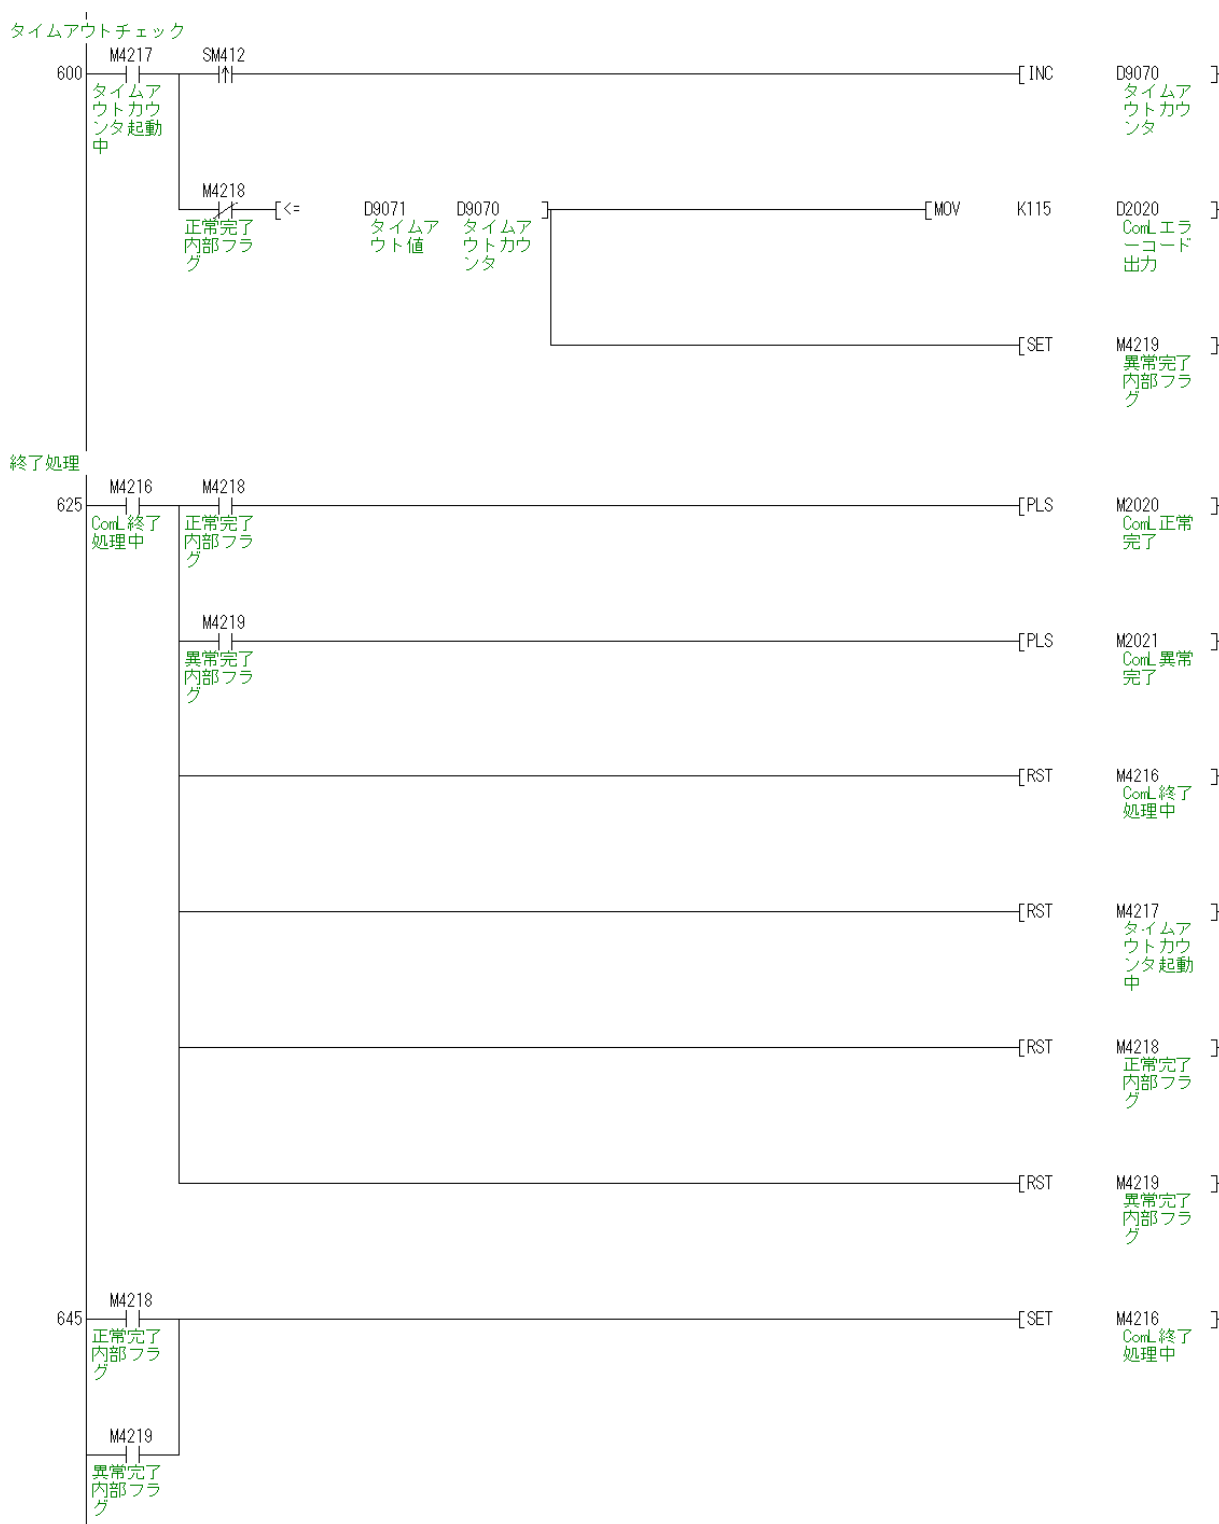 タイムアウトチェック
M4217 SM412
600 [INC D9070 ]
タイムア タイムア
ウトカウ ウトカウ
ンタ起動 ンタ
中
M4218
[<= D9071 D9070 ] [MOV K115 D2020 ]
正常完了 タイムア タイムア ComLエラ
内部フラ ウト値 ウトカウ ーコード
グ ンタ 出力
[SET M4219 ]
異常完了
内部フラ
グ
終了処理
M4216 M4218
625 [PLS M2020 ]
ComL終了 正常完了 ComL正常
処理中 内部フラ 完了
グ
M4219
[PLS M2021 ]
異常完了 ComL異常
内部フラ 完了
グ
[RST M4216 ]
ComL終了
処理中
[RST M4217 ]
タイムア
ウトカウ
ンタ起動
中
[RST M4218 ]
正常完了
内部フラ
グ
[RST M4219 ]
異常完了
内部フラ
グ
M4218
645 [SET M4216 ]
正常完了 ComL終了
内部フラ 処理中
グ
M4219
異常完了
内部フラ
グ